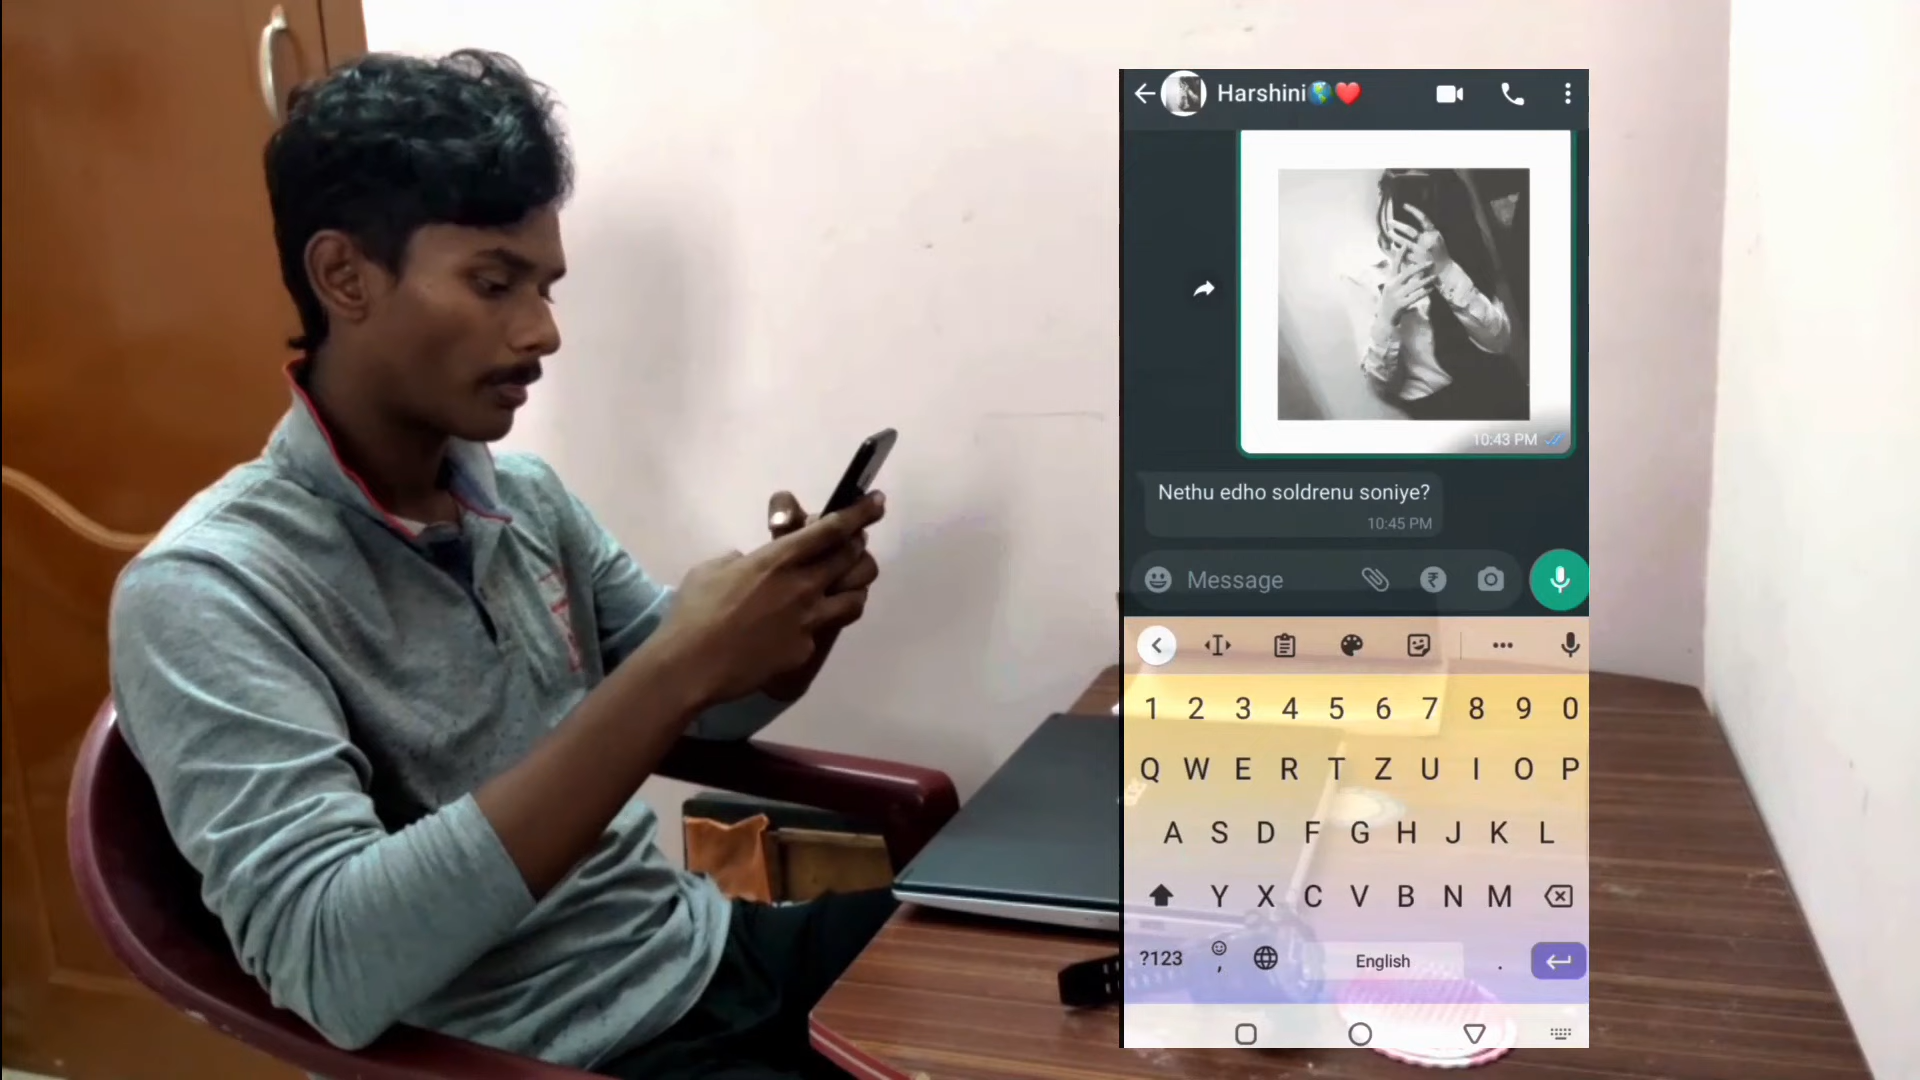 Harshini🌎❤️
10:43 PM
Nethu edho soldrenu soniye?
10:45 PM
Message
1 2 3 4 5 6 7 8 9 0
Q W E R T Z U I O P
A S D F G H J K L
Y X C V B N M
?123 , English .